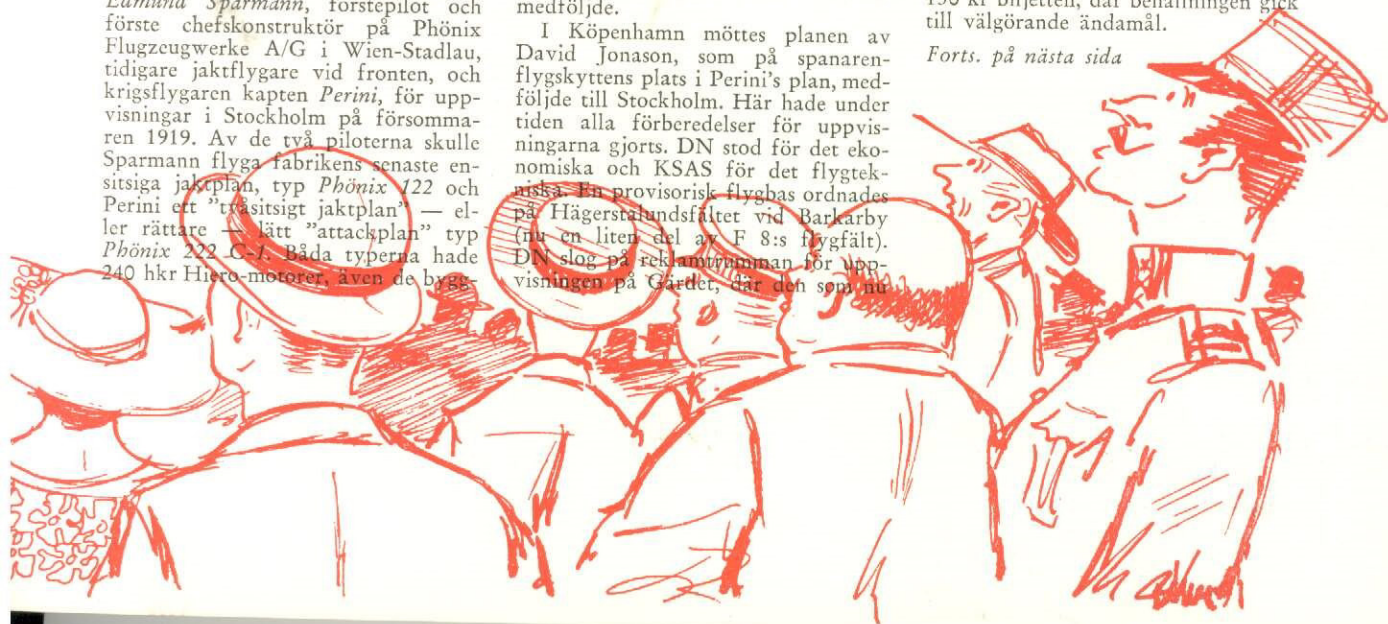 Edmund Sparmann, förstepilot och
förste chefskonstruktör på Phönix
Flugzeugwerke A/G i Wien-Stadlau,
tidigare jaktflygare vid fronten, och
krigsflygaren kapten Perini, för upp-
visningar i Stockholm på försomma-
ren 1919. Av de två piloterna skulle
Sparmann flyga fabrikens senaste en-
sitsiga jaktplan, typ Phönix 122 och
Perini ett "tvåsitsigt jaktplan" — el-
ler rättare — lätt "attackplan" typ
Phönix 222 C-1. Båda typerna hade
240 hkr Hiero-motorer, även de bygg-
medföljde.
I Köpenhamn möttes planen av
David Jonason, som på spanaren-
flygskyttens plats i Perini's plan, med-
följde till Stockholm. Här hade under
tiden alla förberedelser för uppvis-
ningarna gjorts. DN stod för det eko-
nomiska och KSAS för det flygtek-
niska. En provisorisk flygbas ordnades
på Hägerstalundsfältet vid Barkarby
(nu en liten del av F 8:s flygfält).
DN slog på reklamtrumman för upp-
visningen på Gärdet, där den som nu
150 kr biljetten, där behållningen gick
till välgörande ändamål.
Forts. på nästa sida